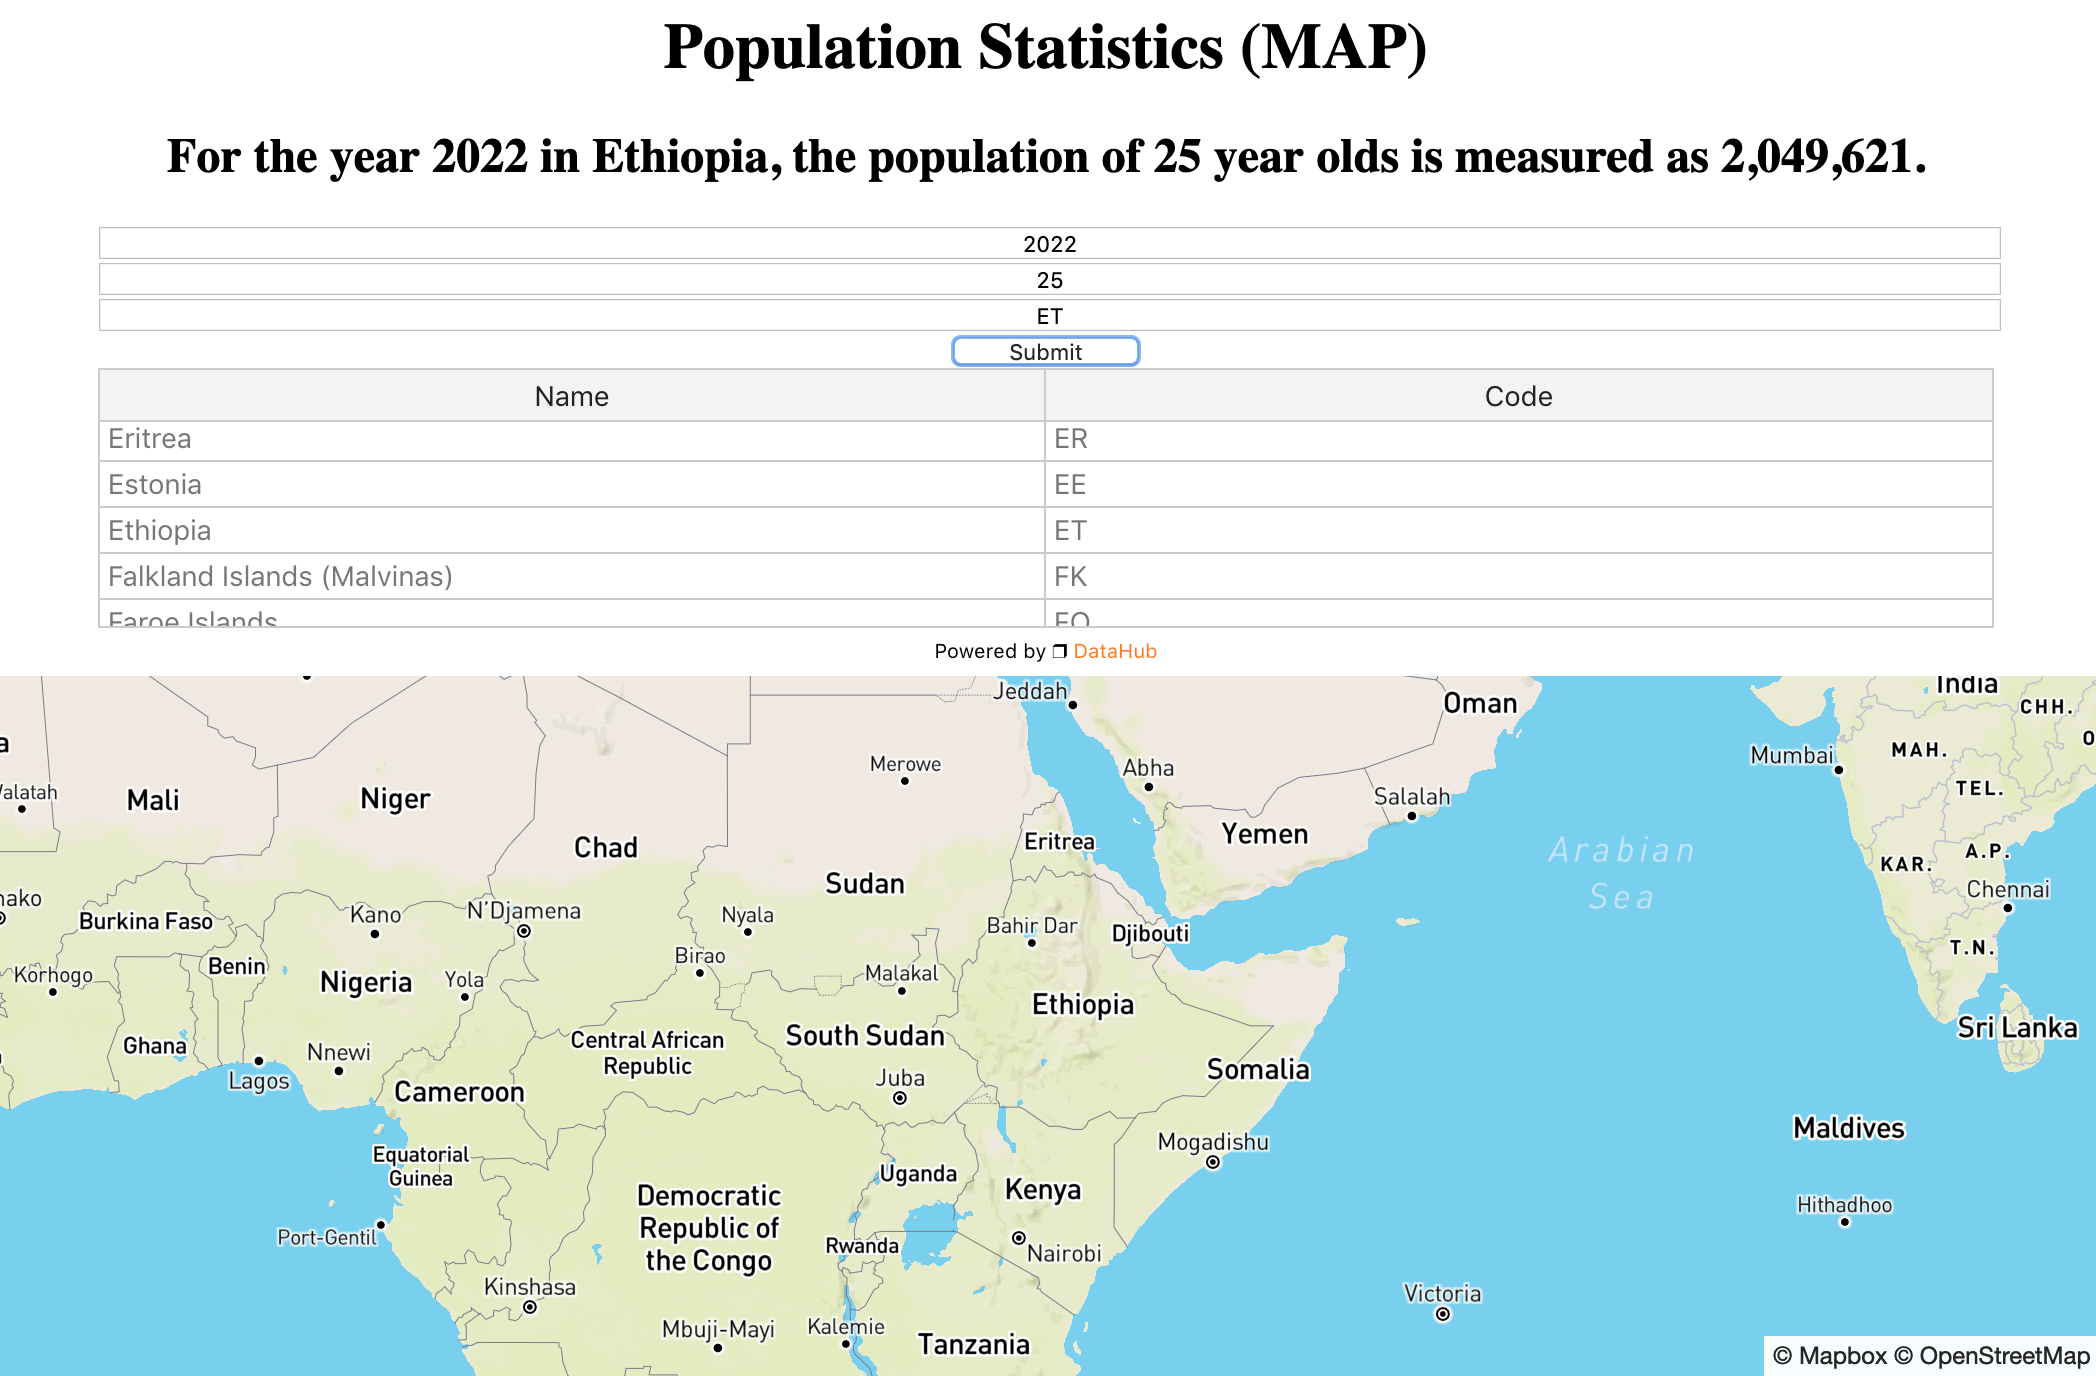 Population Statistics (MAP)
For the year 2022 in Ethiopia, the population of 25 year olds is measured as 2,049,621.
2022
25
ET
Submit
Name Code
Eritrea ER
Estonia EE
Ethiopia ET
Falkland Islands (Malvinas) FK
Faroe Islands FO
Powered by DataHub
Jeddah
Oman
India
CHH.
Mumbai
MAH.
Merowe
Abha
Mali
Niger
Salalah
TEL.
Chad
Eritrea
Yemen
Arabian
Sea
KAR.
A.P.
Sudan
Chennai
Burkina Faso
Kano
N'Djamena
Nyala
Bahir Dar
Djibouti
T.N.
Benin
Birao
Korhogo
Nigeria
Yola
Malakal
Ethiopia
Ghana
Nnewi
Central African
Republic
South Sudan
Sri Lanka
Lagos
Cameroon
Juba
Somalia
Mogadishu
Maldives
Equatorial
Guinea
Uganda
Kenya
Democratic
Republic of
the Congo
Hithadhoo
Port-Gentil
Rwanda
Nairobi
Kinshasa
Victoria
Mbuji-Mayi
Kalemie
Tanzania
© Mapbox © OpenStreetMap